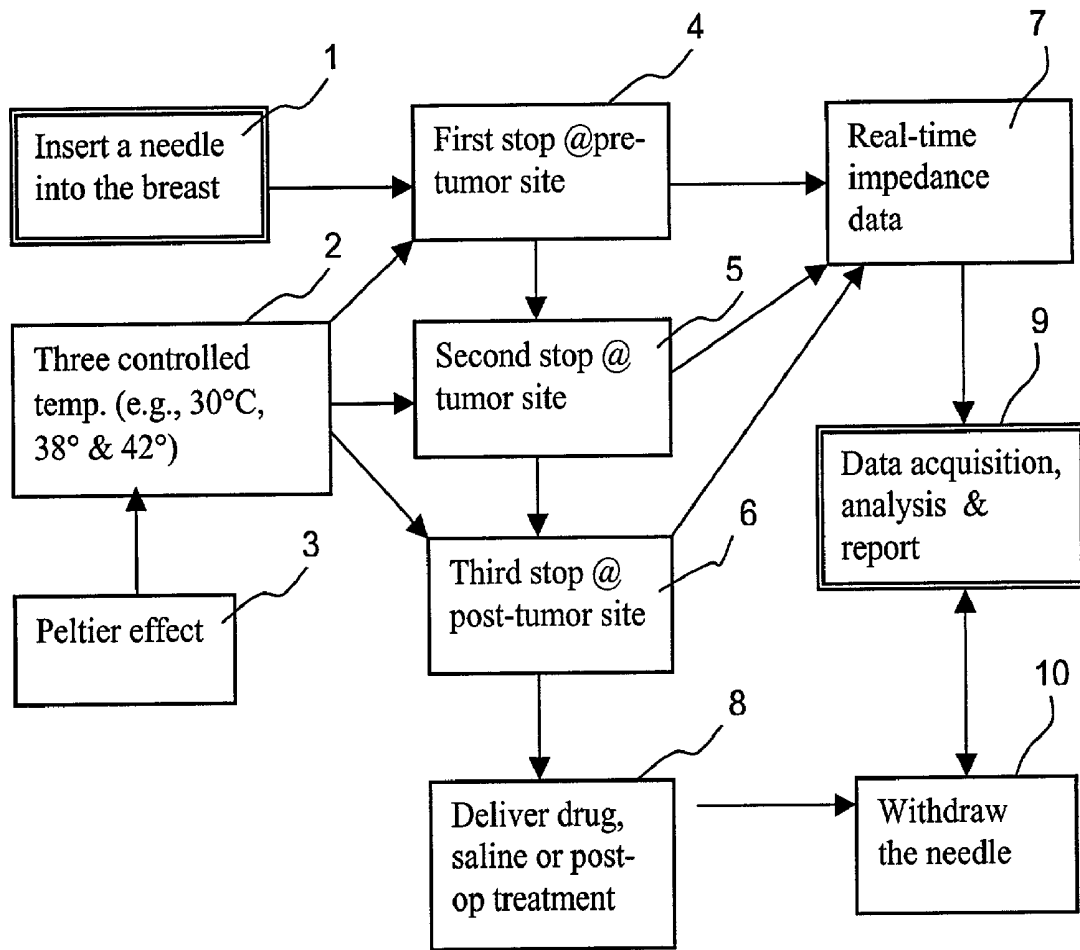 1
Insert a needle
into the breast
2
Three controlled
temp. (e.g., 30°C,
38° & 42°)
3
Peltier effect
4
First stop @pre-
tumor site
5
Second stop @
tumor site
6
Third stop @
post-tumor site
8
Deliver drug,
saline or post-
op treatment
7
Real-time
impedance
data
9
Data acquisition,
analysis &
report
10
Withdraw
the needle